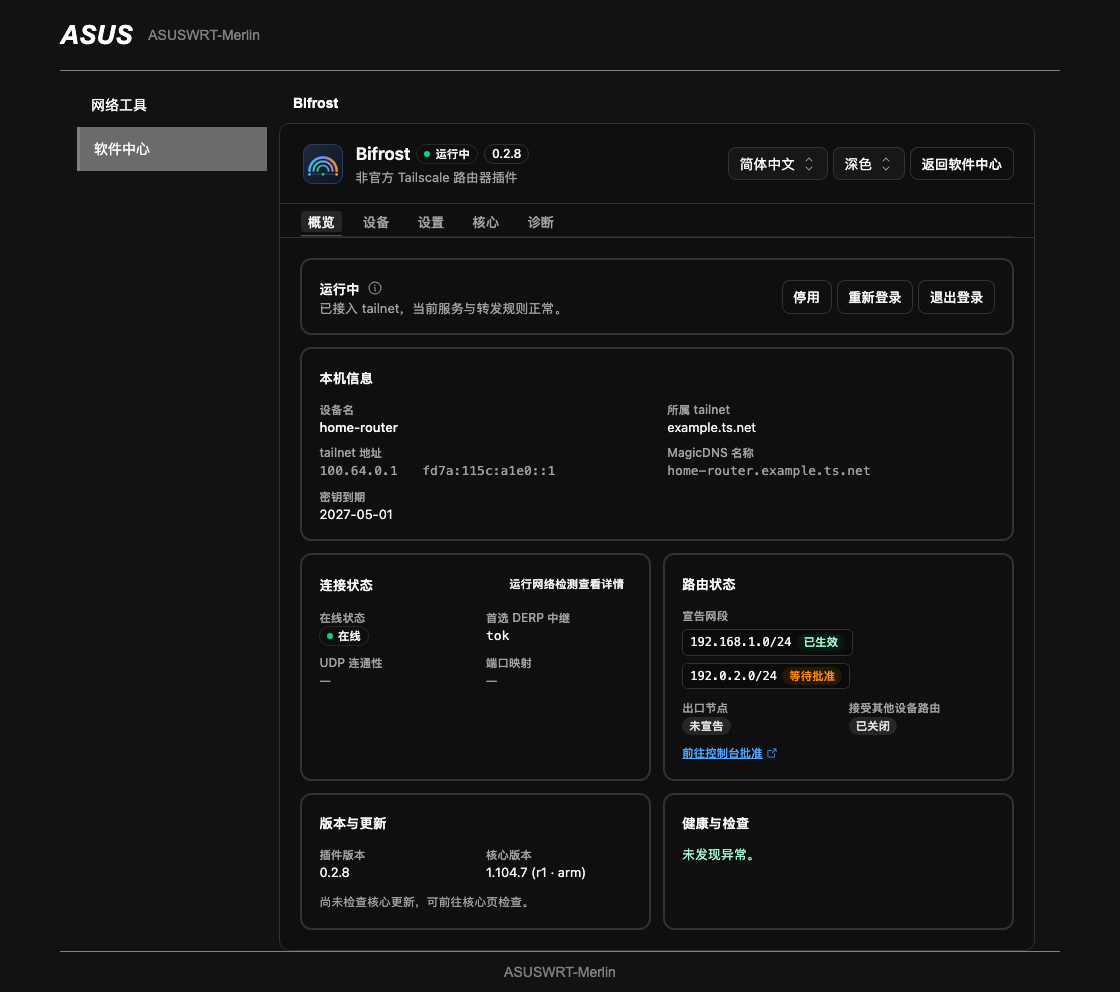 ASUS ASUSWRT-Merlin
网络工具
软件中心
Bifrost
Bifrost 运行中 0.2.8
非官方 Tailscale 路由器插件
简体中文 深色 返回软件中心
概览 设备 设置 核心 诊断
运行中
已接入 tailnet，当前服务与转发规则正常。
停用 重新登录 退出登录
本机信息
设备名
home-router
所属 tailnet
example.ts.net
tailnet 地址
100.64.0.1 fd7a:115c:a1e0::1
MagicDNS 名称
home-router.example.ts.net
密钥到期
2027-05-01
连接状态 运行网络检测查看详情
在线状态
在线
首选 DERP 中继
tok
UDP 连通性
—
端口映射
—
路由状态
宣告网段
192.168.1.0/24 已生效
192.0.2.0/24 等待批准
出口节点
未宣告
接受其他设备路由
已关闭
前往控制台批准
版本与更新
插件版本
0.2.8
核心版本
1.104.7 (r1 · arm)
尚未检查核心更新，可前往核心页检查。
健康与检查
未发现异常。
ASUSWRT-Merlin